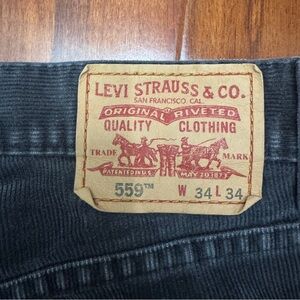 LEVI STRAUSS & CO.
SAN FRANCISCO, CAL.
ORIGINAL RIVETED
QUALITY CLOTHING
TRADE MARK
PATENTED IN U.S. MAY 20 1873
559™ W 34 L 34